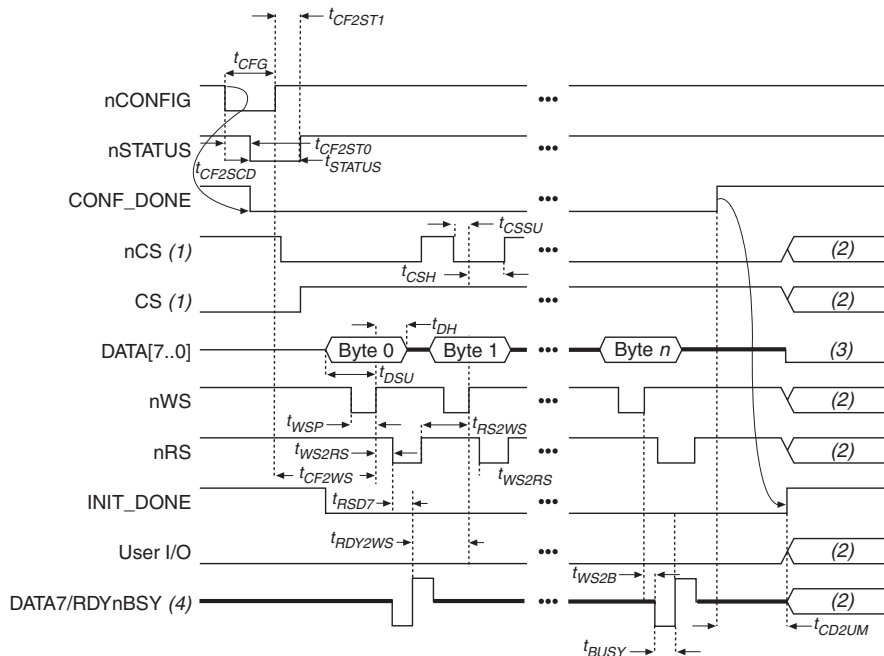 tCF2ST1
tCFG
nCONFIG
•••
•••
nSTATUS
tCF2ST0
•••
tCF2SCD
tSTATUS
CONF_DONE
•••
tCSSU
nCS (1)
•••
(2)
tCSH
CS (1)
•••
(2)
tDH
DATA[7..0]
Byte 0
Byte 1
•••
Byte n
(3)
tDSU
nWS
•••
(2)
tWSP
tRS2WS
nRS
tWS2RS
•••
(2)
tCF2WS
tWS2RS
INIT_DONE
tRSD7
•••
tRDY2WS
User I/O
•••
(2)
tWS2B
DATA7/RDYnBSY (4)
•••
(2)
tCD2UM
tBUSY